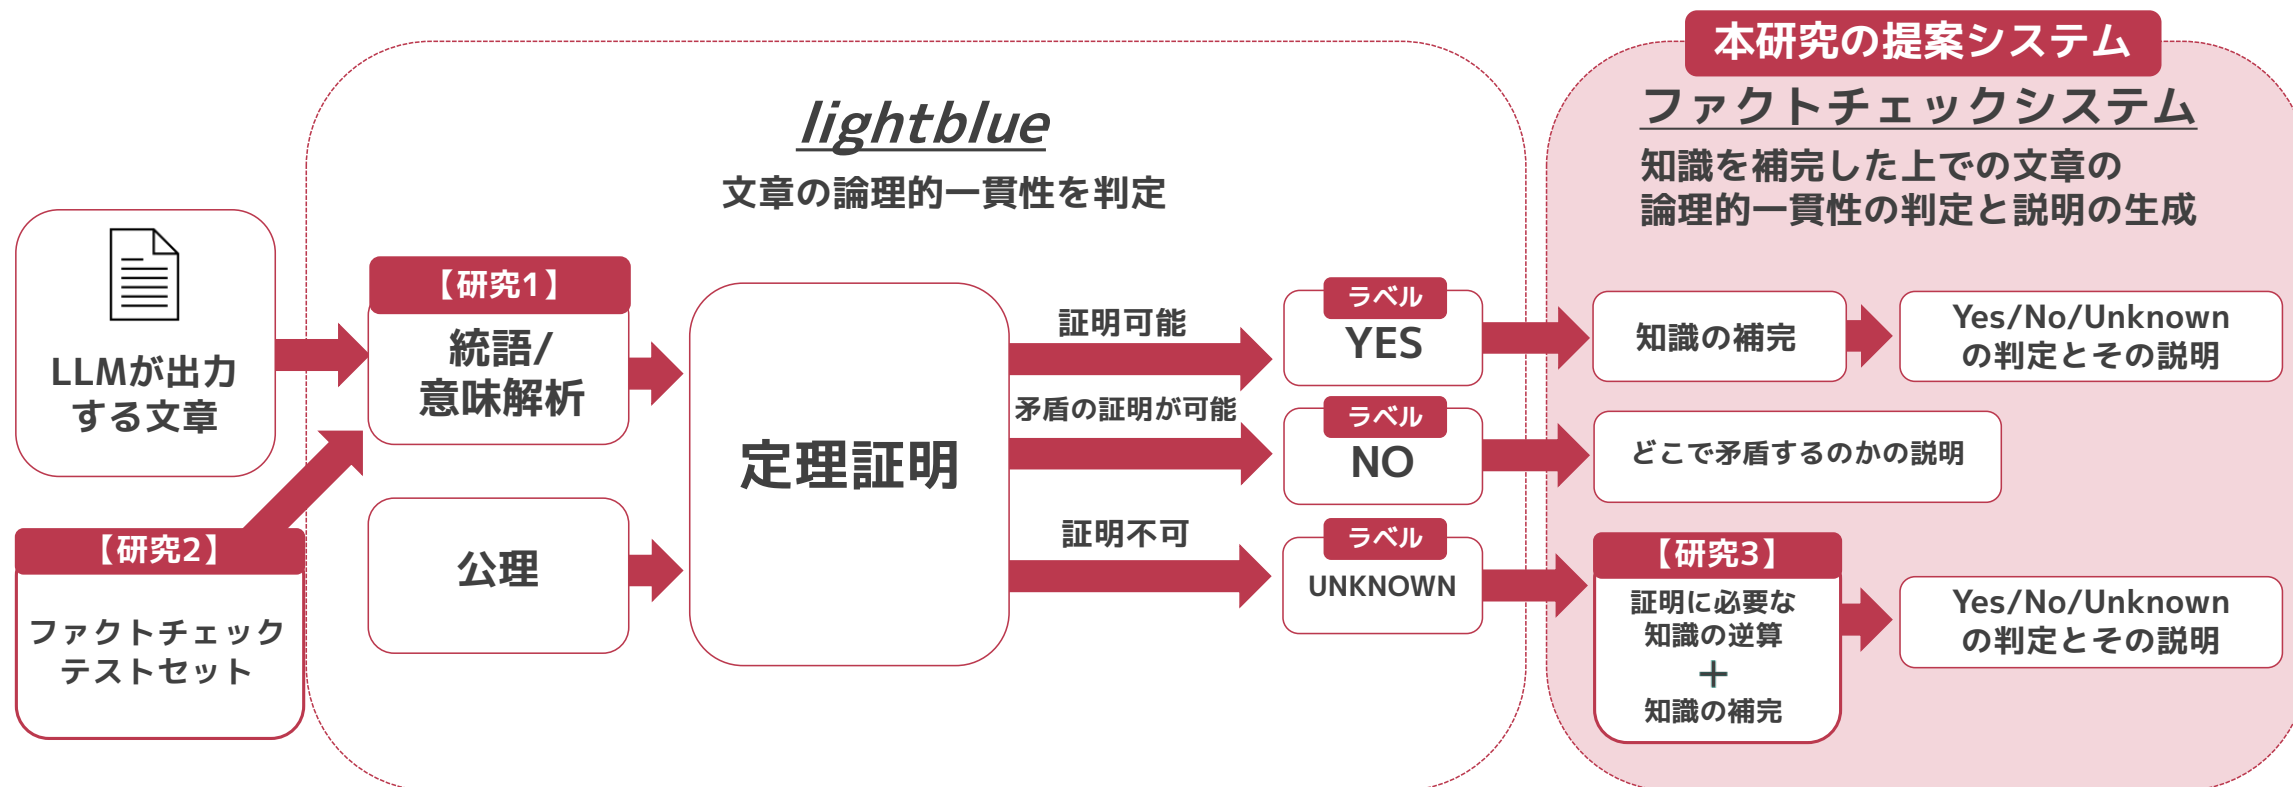 本研究の提案システム
ファクトチェックシステム
知識を補完した上での文章の
論理的一貫性の判定と説明の生成
lightblue
文章の論理的一貫性を判定
LLMが出力
する文章
【研究2】
ファクトチェック
テストセット
【研究1】
統語/
意味解析
公理
定理証明
証明可能
矛盾の証明が可能
証明不可
ラベル
YES
ラベル
NO
ラベル
UNKNOWN
知識の補完
Yes/No/Unknown
の判定とその説明
どこで矛盾するのかの説明
【研究3】
証明に必要な
知識の逆算
+
知識の補完
Yes/No/Unknown
の判定とその説明